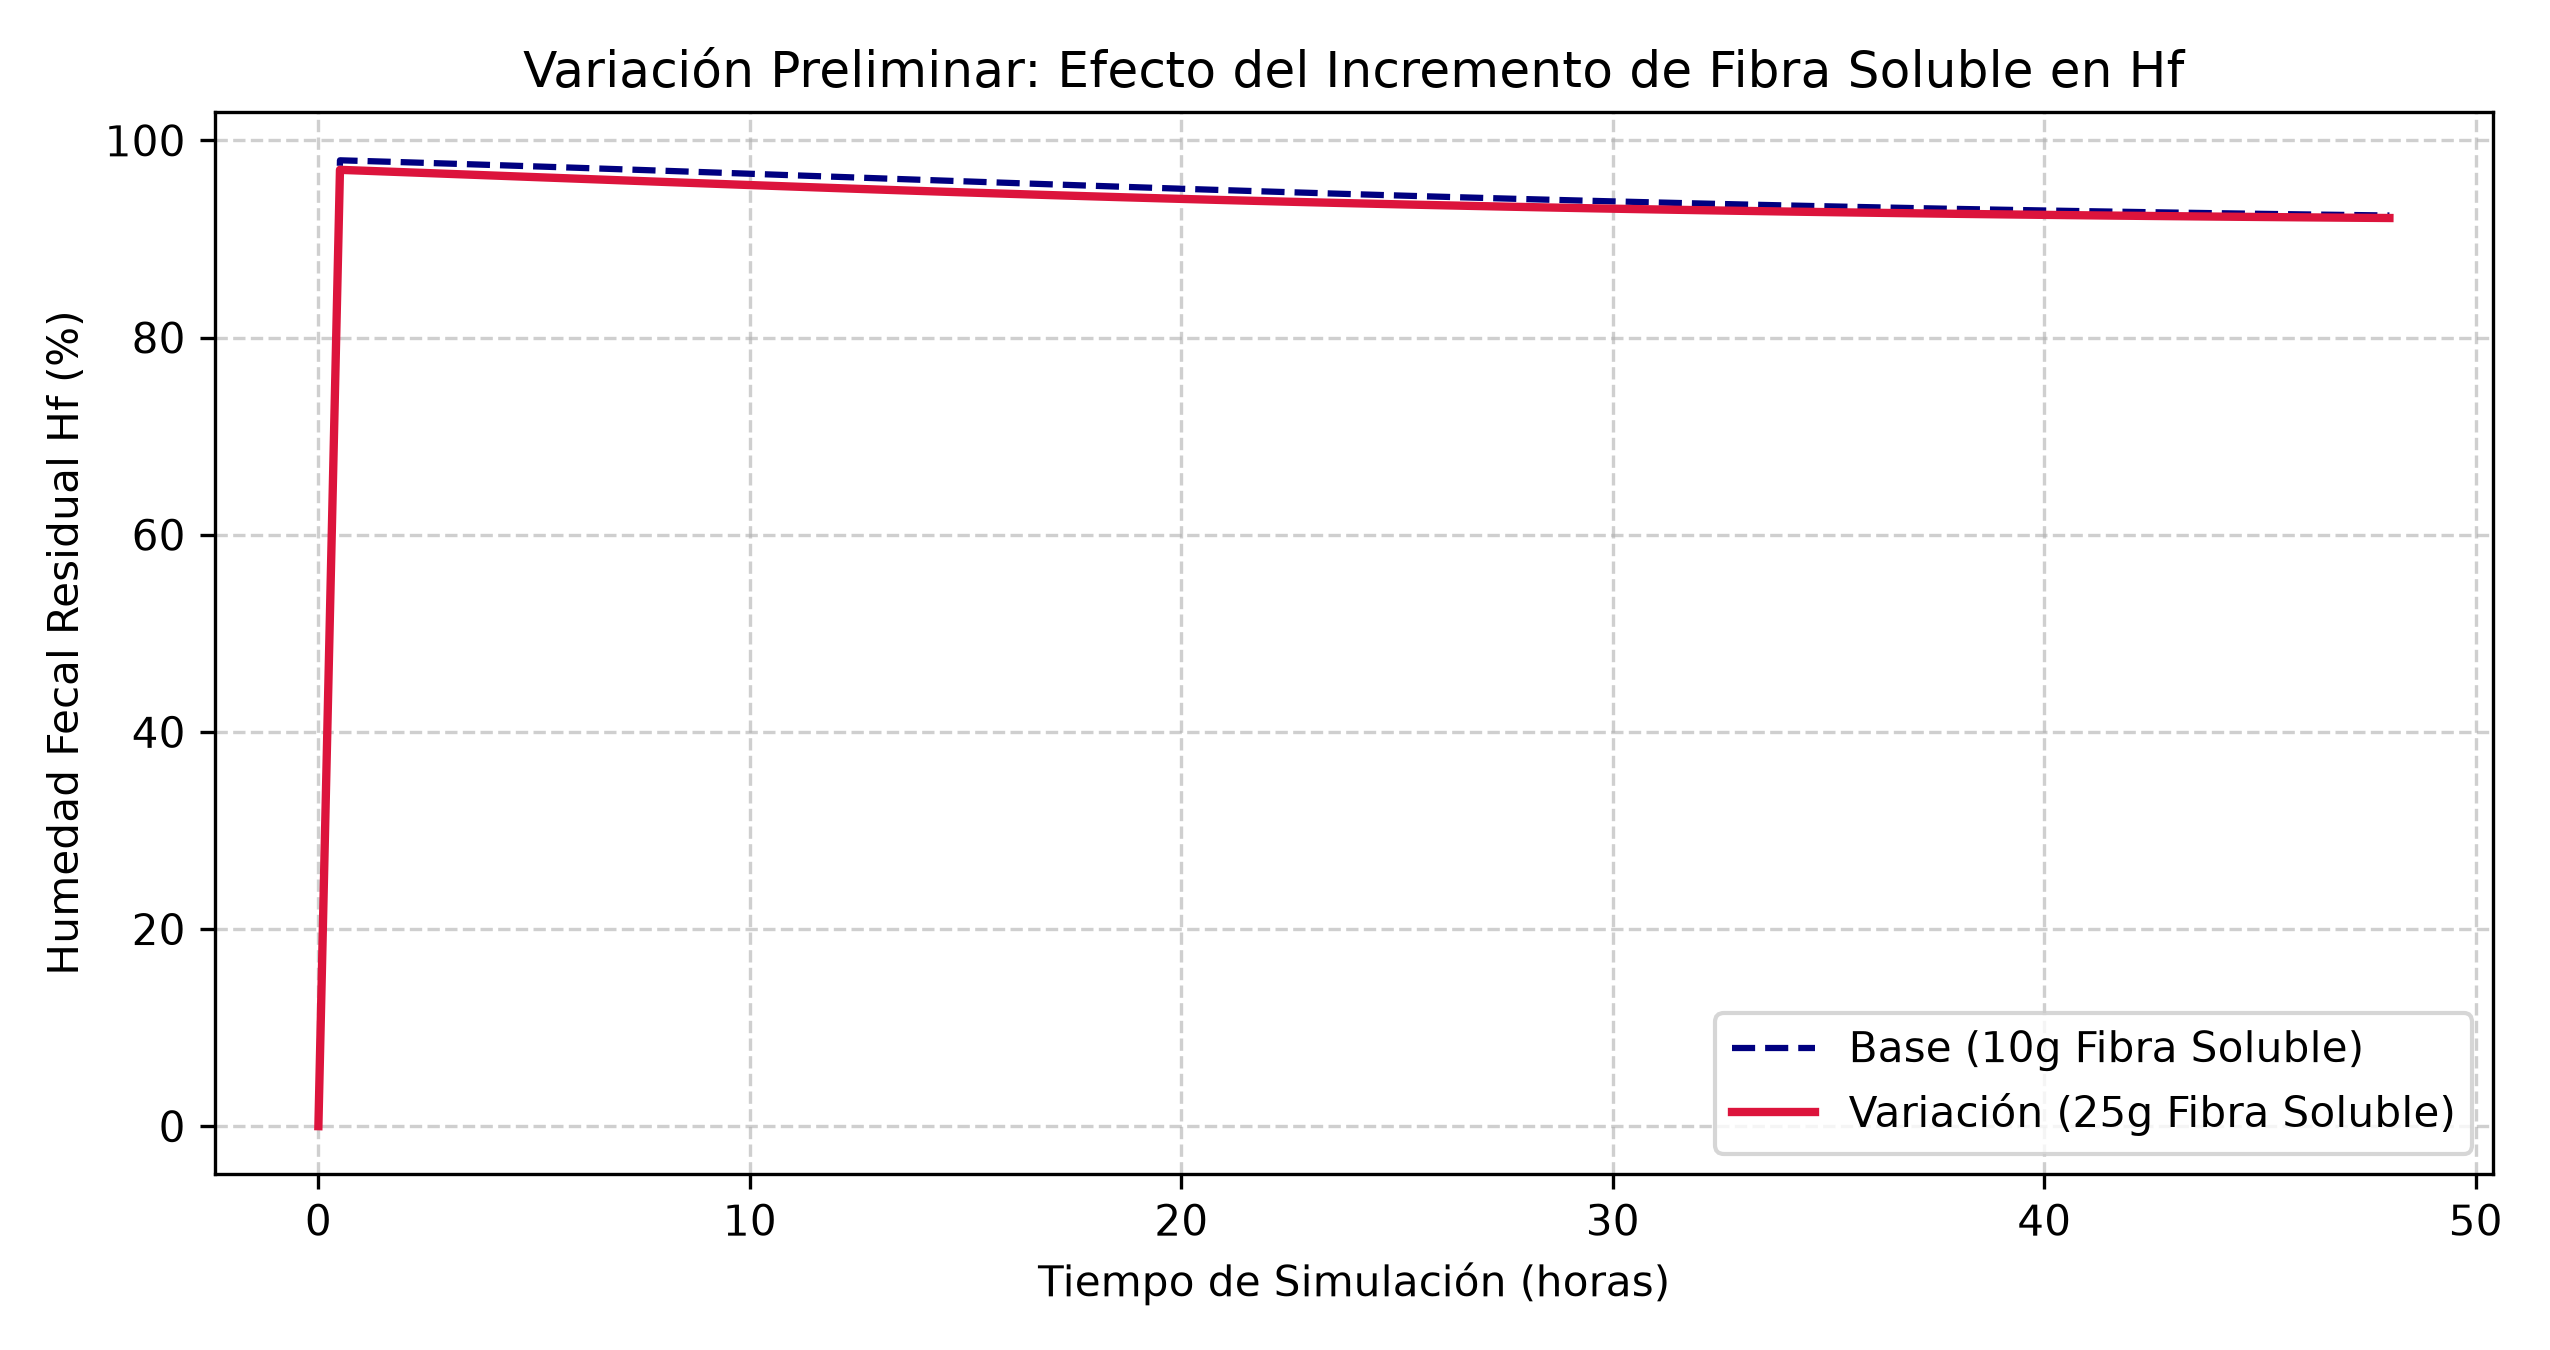 Variación Preliminar: Efecto del Incremento de Fibra Soluble en Hf
Humedad Fecal Residual Hf (%)
100
80
60
40
20
0
0 10 20 30 40 50
Tiempo de Simulación (horas)
Base (10g Fibra Soluble)
Variación (25g Fibra Soluble)